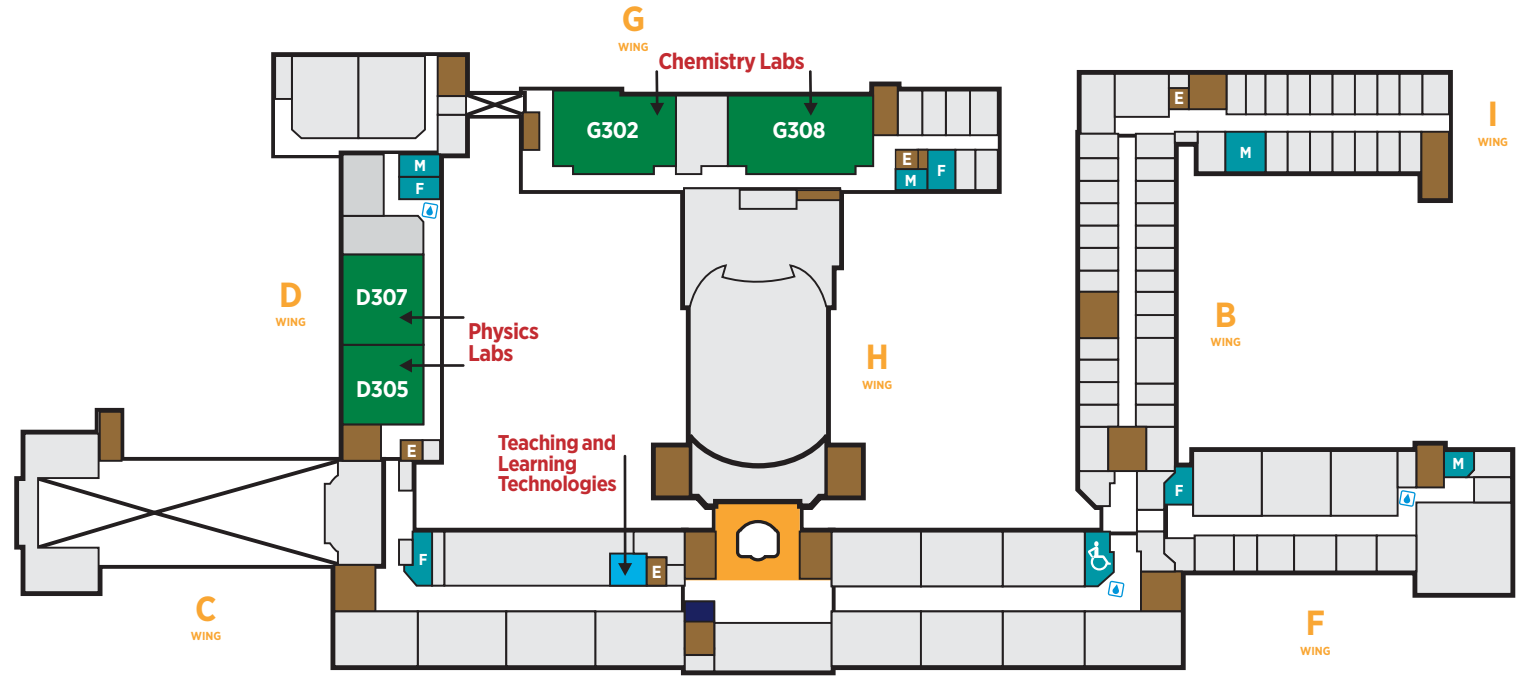 G
WING
Chemistry Labs
G302
G308
E
M
F
M
F
D
WING
D307
D305
Physics
Labs
E
H
WING
Teaching and
Learning
Technologies
E
F
C
WING
E
M
I
WING
B
WING
F
M
F
WING